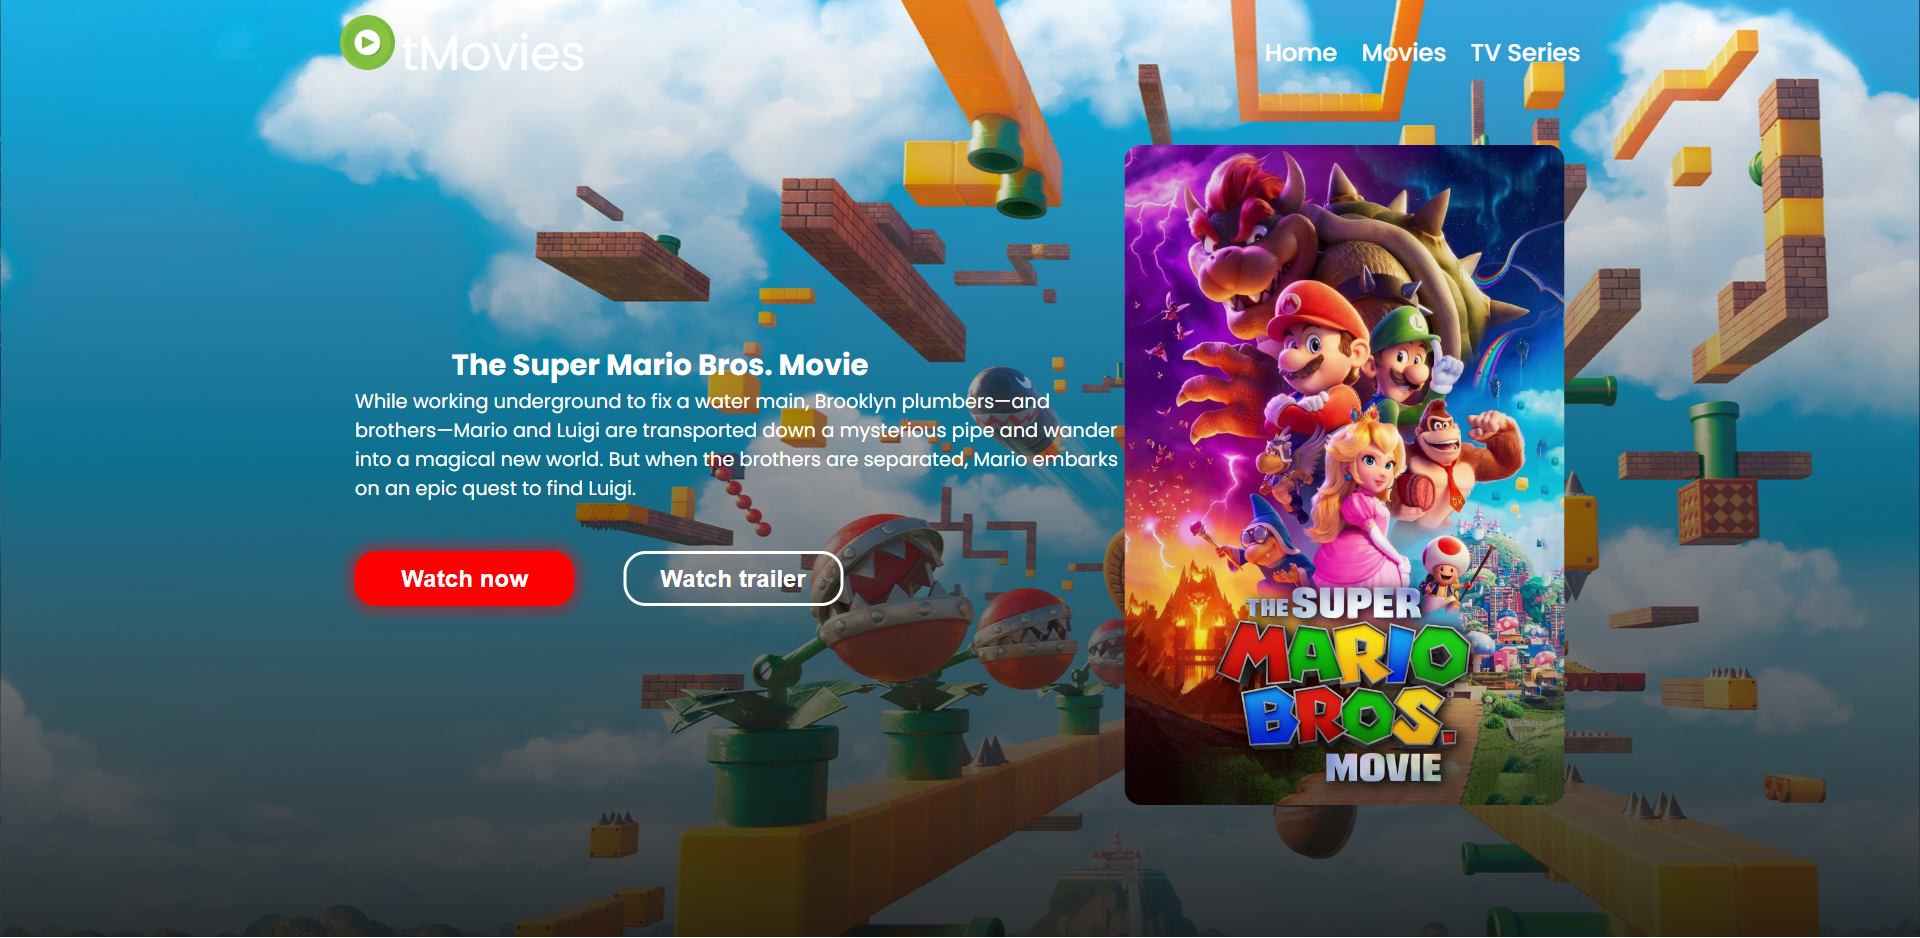 tMovies
Home Movies TV Series
The Super Mario Bros. Movie
While working underground to fix a water main, Brooklyn plumbers—and
brothers—Mario and Luigi are transported down a mysterious pipe and wander
into a magical new world. But when the brothers are separated, Mario embarks
on an epic quest to find Luigi.
Watch now
Watch trailer
M
L
THE SUPER
MARIO
BROS.
MOVIE